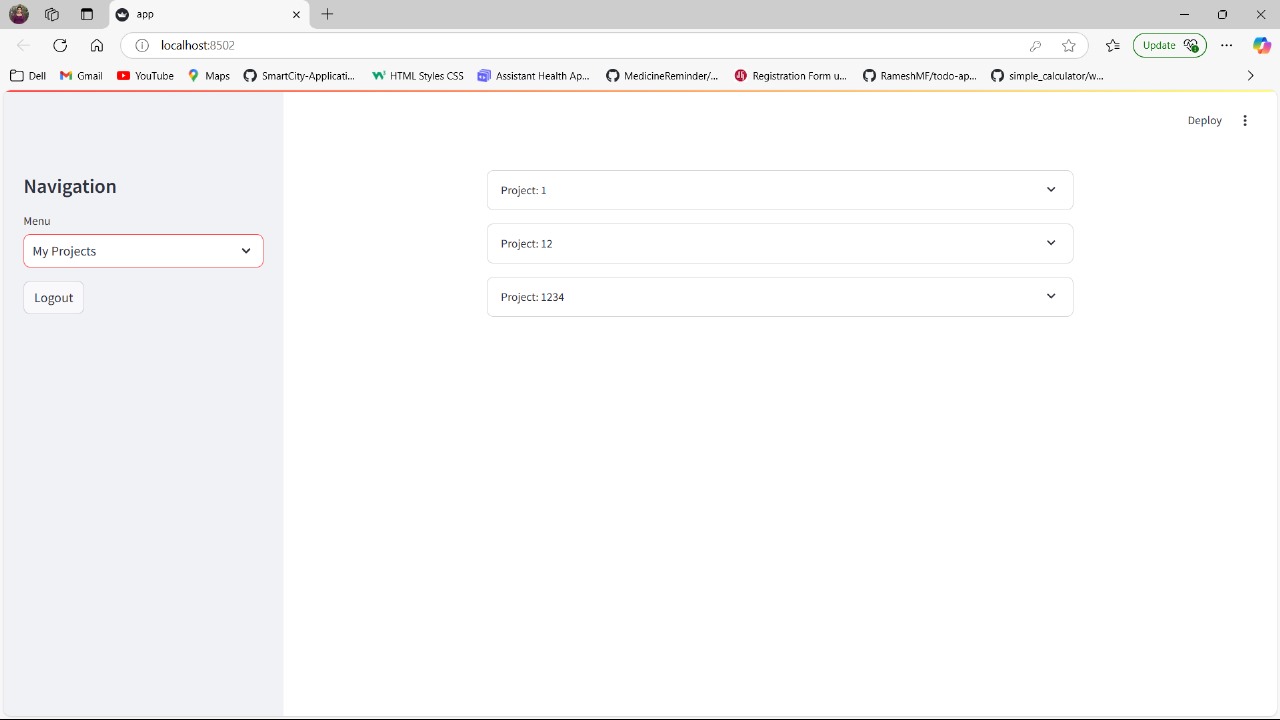 app
localhost:8502
Update
Dell
Gmail
YouTube
Maps
SmartCity-Applicati...
HTML Styles CSS
Assistant Health Ap...
MedicineReminder/...
Registration Form u...
RameshMF/todo-ap...
simple_calculator/w...
Deploy
Navigation
Menu
My Projects
Logout
Project: 1
Project: 12
Project: 1234